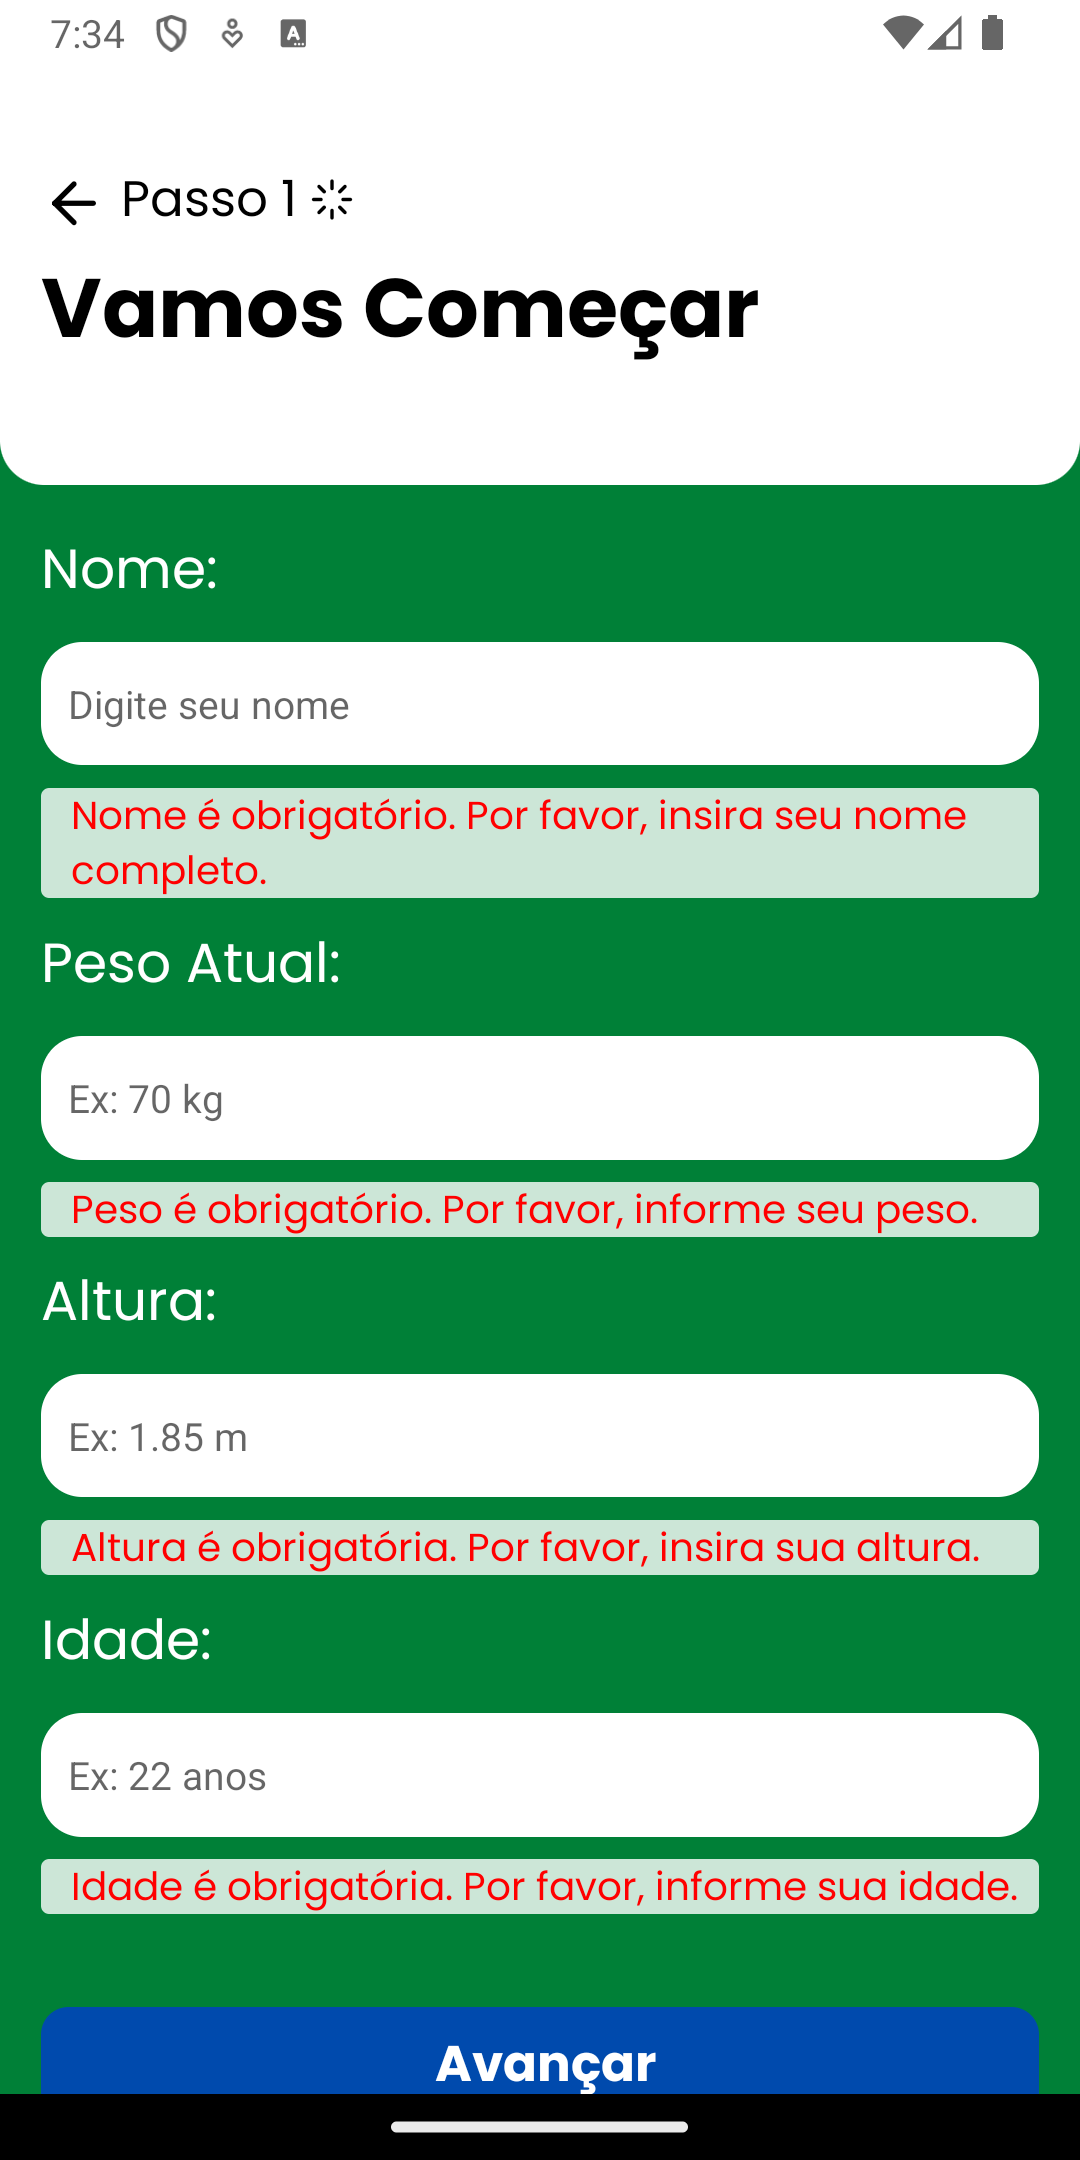 7:34
Passo 1
Vamos Começar
Nome:
Digite seu nome
Nome é obrigatório. Por favor, insira seu nome
completo.
Peso Atual:
Ex: 70 kg
Peso é obrigatório. Por favor, informe seu peso.
Altura:
Ex: 1.85 m
Altura é obrigatória. Por favor, insira sua altura.
Idade:
Ex: 22 anos
Idade é obrigatória. Por favor, informe sua idade.
Avançar